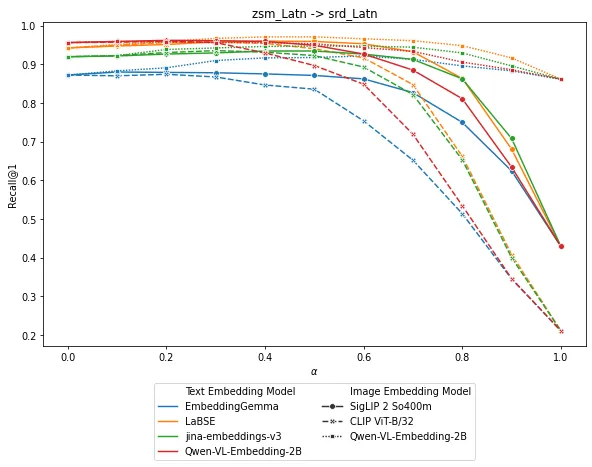 zsm_Latn -> srd_Latn
Recall@1
1.0
0.9
0.8
0.7
0.6
0.5
0.4
0.3
0.2
0.0 0.2 0.4 0.6 0.8 1.0
α
Text Embedding Model Image Embedding Model
EmbeddingGemma SigLIP 2 So400m
LaBSE CLIP ViT-B/32
jina-embeddings-v3 Qwen-VL-Embedding-2B
Qwen-VL-Embedding-2B